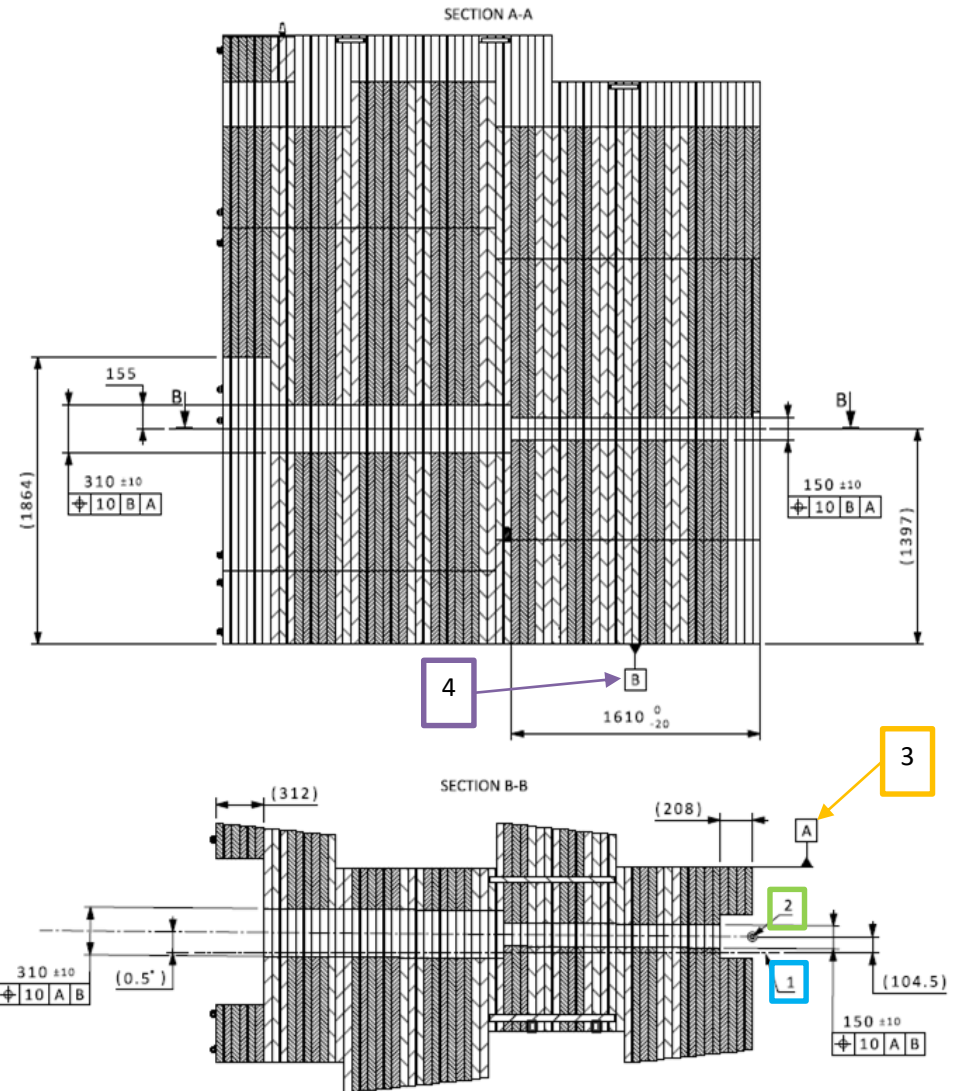 SECTION A-A
155
B
B
310 ±10
⌖ 10 B A
(1864)
150 ±10
⌖ 10 B A
(1397)
4
B
1610 0 -20
3
SECTION B-B
(312)
(208)
A
2
1
310 ±10
⌖ 10 A B
(0.5°)
(104.5)
150 ±10
⌖ 10 A B